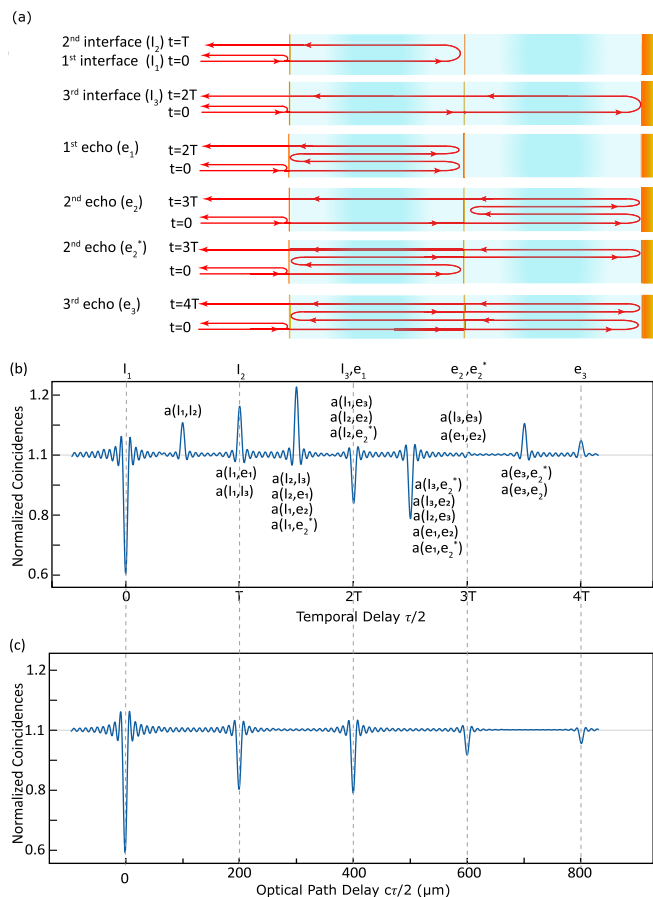 (a)
2nd interface (I2) t=T
1st interface (I1) t=0
3rd interface (I3) t=2T
t=0
1st echo (e1) t=2T
t=0
2nd echo (e2) t=3T
t=0
2nd echo (e2*) t=3T
t=0
3rd echo (e3) t=4T
t=0
(b) I1 I2 I3,e1 e2,e2* e3
1.2
1.1
0.8
0.6
Normalized Coincidences
a(I₁,I₂)
a(I₁,e₁)
a(I₁,I₃)
a(I₂,I₃)
a(I₂,e₁)
a(I₁,e₂)
a(I₁,e2*)
a(I₁,e₃)
a(I₂,e₂)
a(I₂,e2*)
a(I₃,e2*)
a(I₃,e₂)
a(I₂,e₃)
a(e₁,e₂)
a(e₁,e2*)
a(I₃,e₃)
a(e₁,e₂)
a(e₃,e2*)
a(e₃,e2)
0 T 2T 3T 4T
Temporal Delay τ/2
(c)
1.2
1.1
0.8
0.6
Normalized Coincidences
0 200 400 600 800
Optical Path Delay cτ/2 (μm)